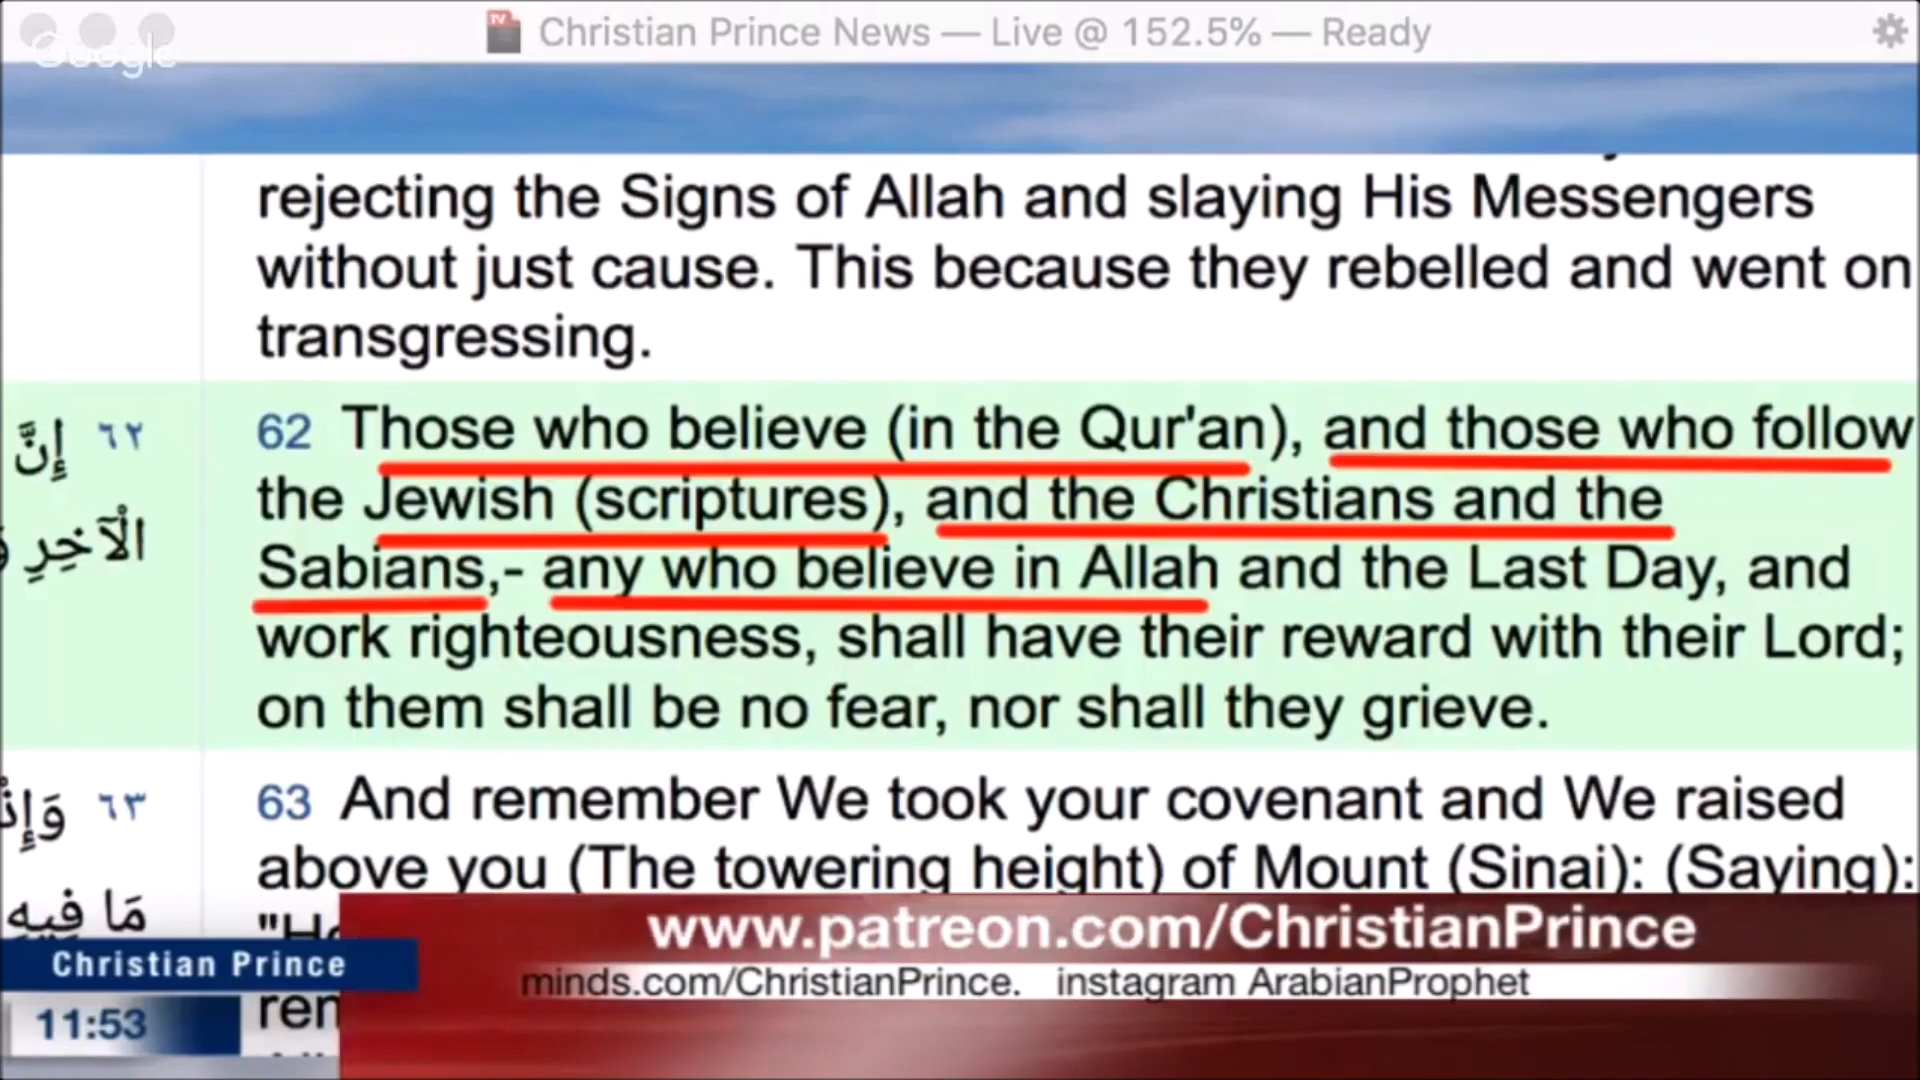 Christian Prince News — Live @ 152.5% — Ready
Google
rejecting the Signs of Allah and slaying His Messengers
without just cause. This because they rebelled and went on
transgressing.
62 Those who believe (in the Qur'an), and those who follow
the Jewish (scriptures), and the Christians and the
Sabians,- any who believe in Allah and the Last Day, and
work righteousness, shall have their reward with their Lord;
on them shall be no fear, nor shall they grieve.
٦٢ إِنَّ
الْآخِرِ
63 And remember We took your covenant and We raised
above you (The towering height) of Mount (Sinai): (Saying):
٦٣
مَا فِيهِ
www.patreon.com/ChristianPrince
Christian Prince
minds.com/ChristianPrince. instagram ArabianProphet
11:53